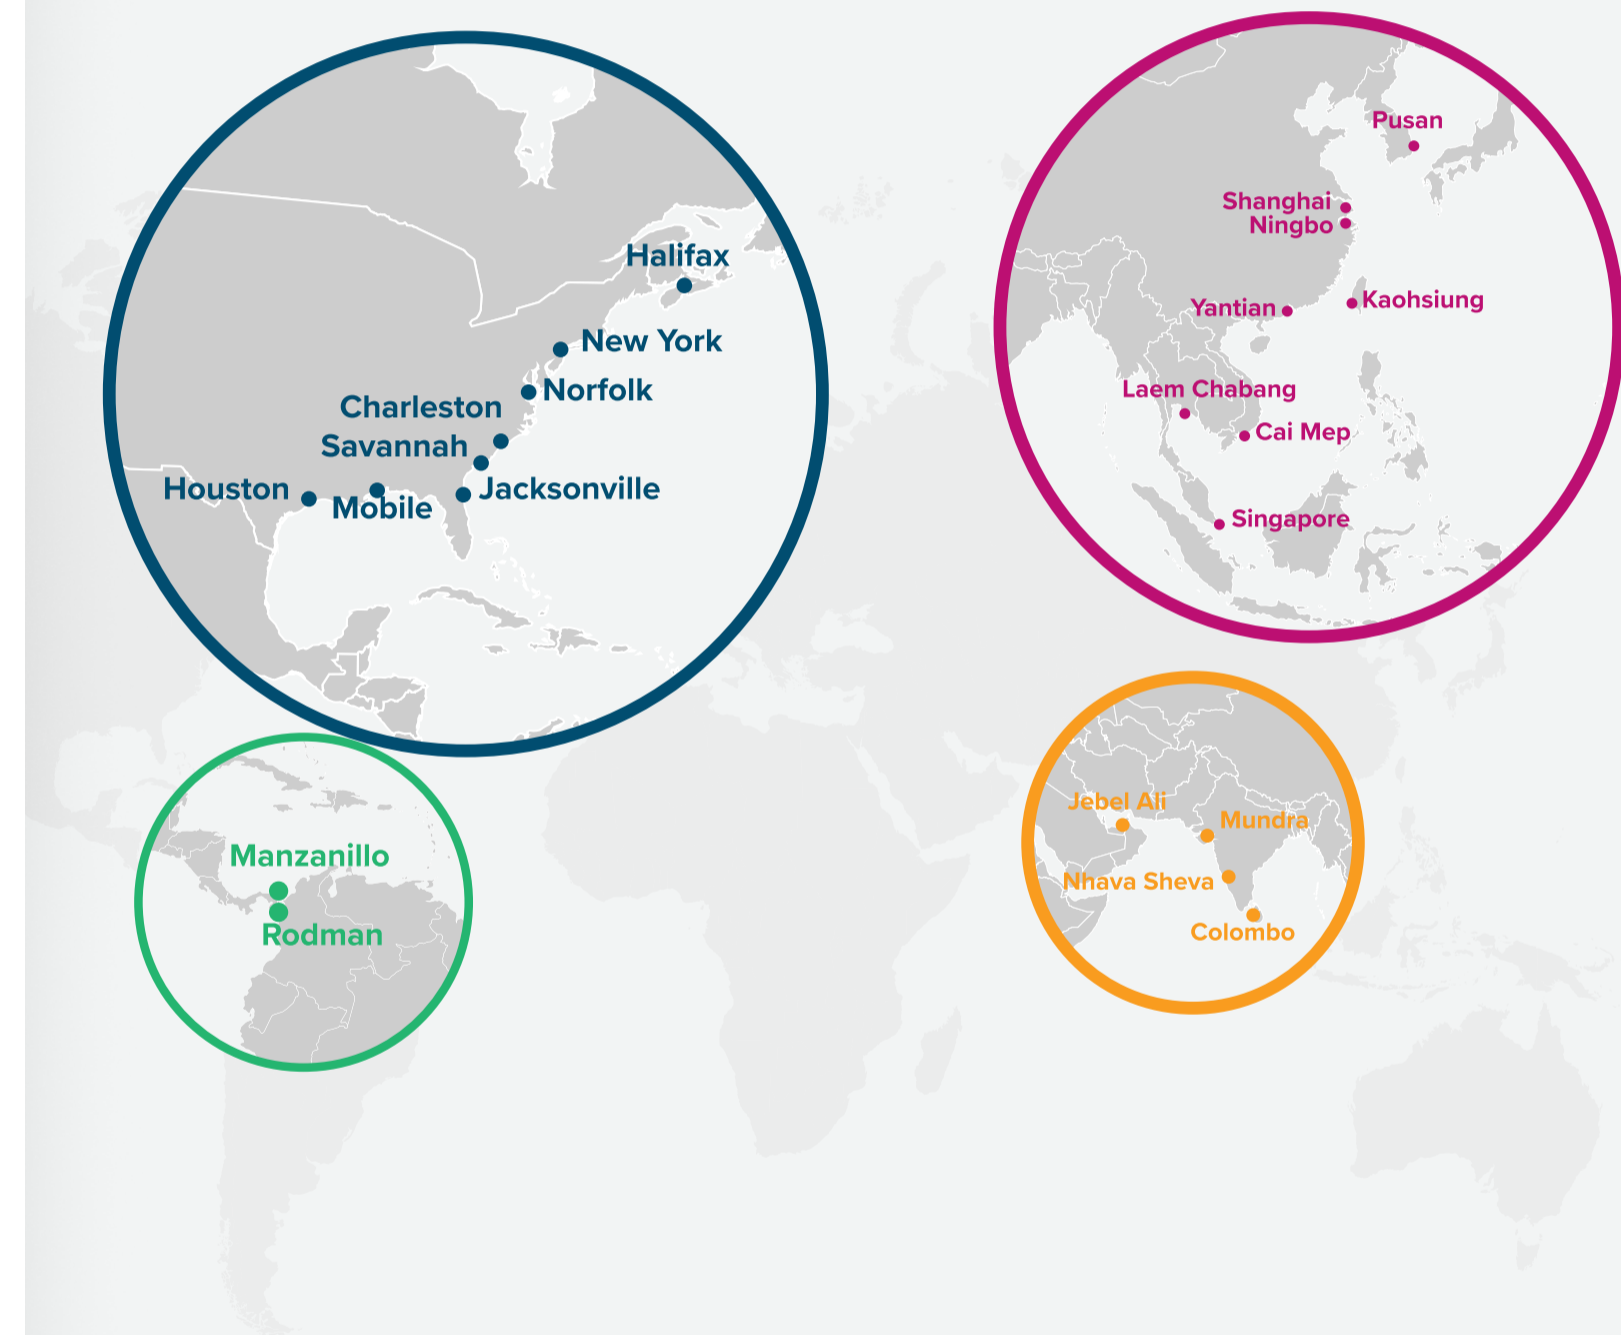 Halifax
New York
Norfolk
Charleston
Savannah
Houston
Mobile
Jacksonville
Pusan
Shanghai
Ningbo
Yantian
Kaohsiung
Laem Chabang
Cai Mep
Singapore
Manzanillo
Rodman
Jebel Ali
Mundra
Nhava Sheva
Colombo